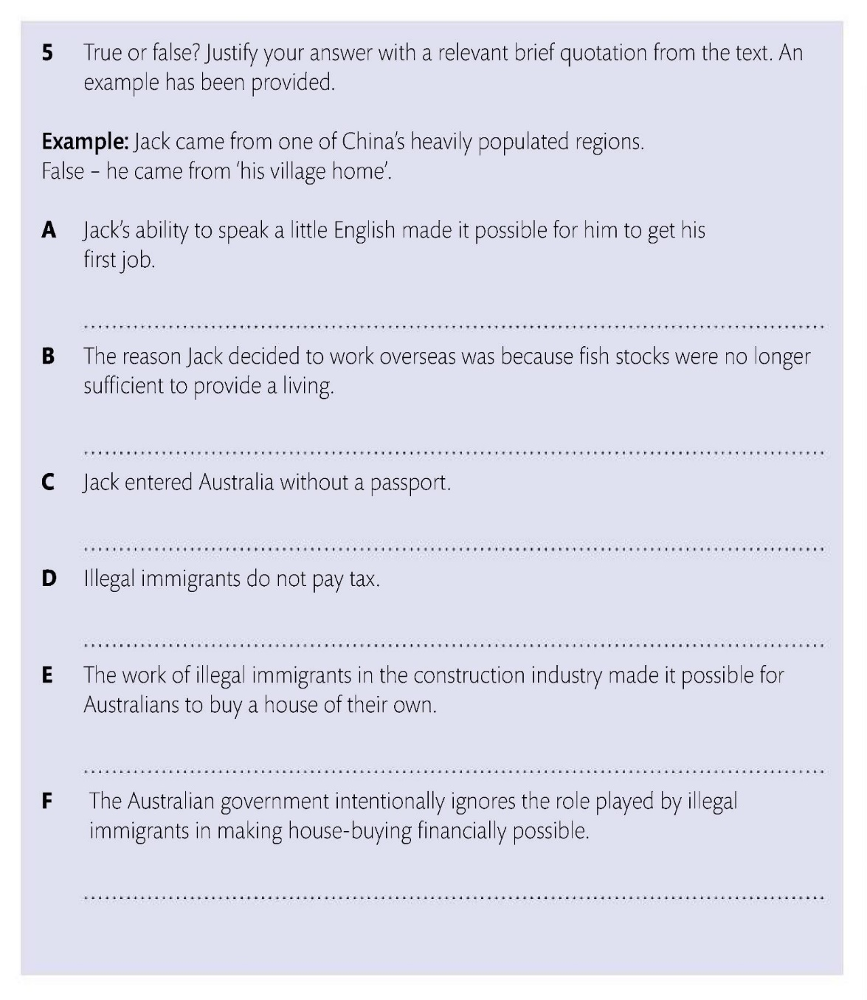 5 True or false? Justify your answer with a relevant brief quotation from the text. An
example has been provided.
Example: Jack came from one of China's heavily populated regions.
False – he came from 'his village home'.
A Jack's ability to speak a little English made it possible for him to get his
first job.
B The reason Jack decided to work overseas was because fish stocks were no longer
sufficient to provide a living.
C Jack entered Australia without a passport.
D Illegal immigrants do not pay tax.
E The work of illegal immigrants in the construction industry made it possible for
Australians to buy a house of their own.
F The Australian government intentionally ignores the role played by illegal
immigrants in making house-buying financially possible.